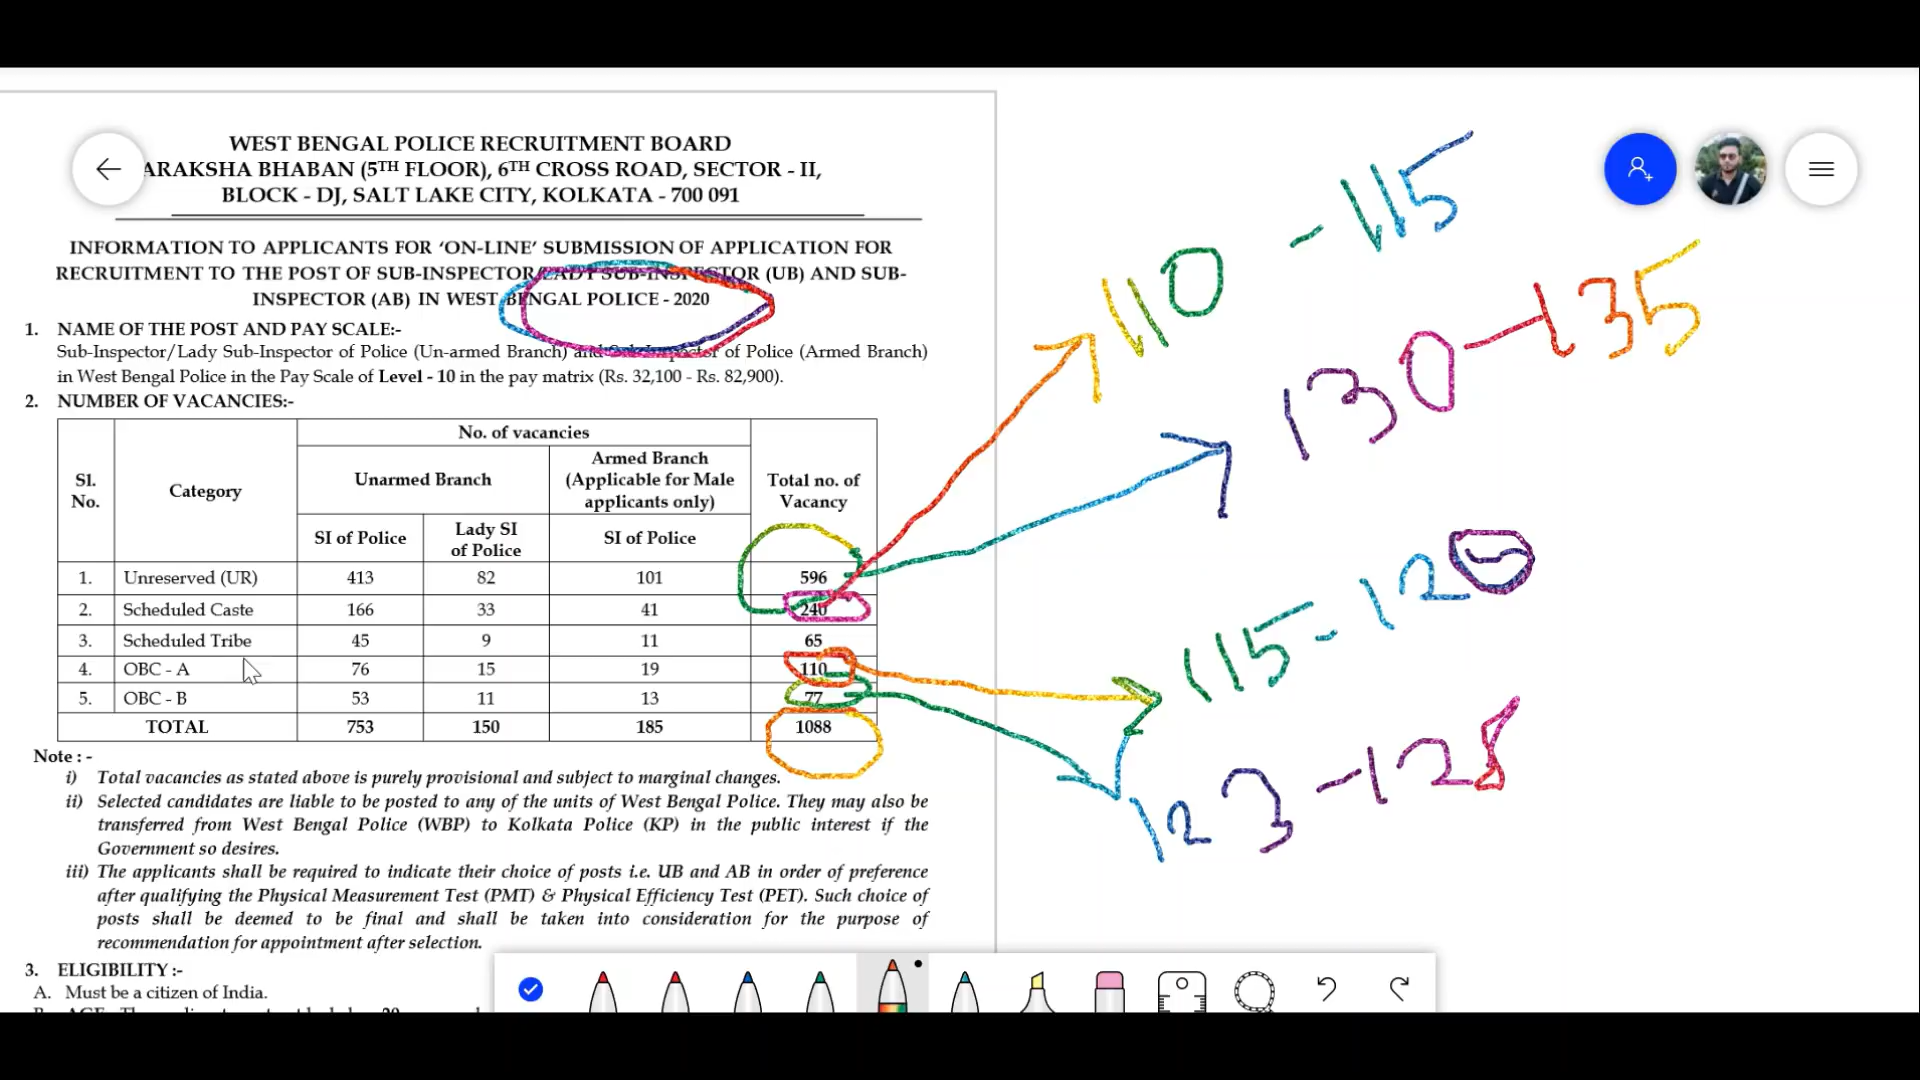 WEST BENGAL POLICE RECRUITMENT BOARD
ARAKSHA BHABAN (5TH FLOOR), 6TH CROSS ROAD, SECTOR - II,
BLOCK - DJ, SALT LAKE CITY, KOLKATA - 700 091
INFORMATION TO APPLICANTS FOR ‘ON-LINE’ SUBMISSION OF APPLICATION FOR
RECRUITMENT TO THE POST OF SUB-INSPECTOR/LADY SUB-INSPECTOR (UB) AND SUB-
INSPECTOR (AB) IN WEST BENGAL POLICE - 2020
1. NAME OF THE POST AND PAY SCALE:-
Sub-Inspector/Lady Sub-Inspector of Police (Un-armed Branch) and Sub-Inspector of Police (Armed Branch)
in West Bengal Police in the Pay Scale of Level - 10 in the pay matrix (Rs. 32,100 - Rs. 82,900).
2. NUMBER OF VACANCIES:-
Sl. No. Category No. of vacancies Total no. of Vacancy
Unarmed Branch Armed Branch (Applicable for Male applicants only)
SI of Police Lady SI of Police SI of Police
1. Unreserved (UR) 413 82 101 596
2. Scheduled Caste 166 33 41 240
3. Scheduled Tribe 45 9 11 65
4. OBC - A 76 15 19 110
5. OBC - B 53 11 13 77
TOTAL 753 150 185 1088
Note : -
i) Total vacancies as stated above is purely provisional and subject to marginal changes.
ii) Selected candidates are liable to be posted to any of the units of West Bengal Police. They may also be
transferred from West Bengal Police (WBP) to Kolkata Police (KP) in the public interest if the
Government so desires.
iii) The applicants shall be required to indicate their choice of posts i.e. UB and AB in order of preference
after qualifying the Physical Measurement Test (PMT) & Physical Efficiency Test (PET). Such choice of
posts shall be deemed to be final and shall be taken into consideration for the purpose of
recommendation for appointment after selection.
3. ELIGIBILITY :-
A. Must be a citizen of India.
110 - 115
130 - 135
115 - 120
123 - 128